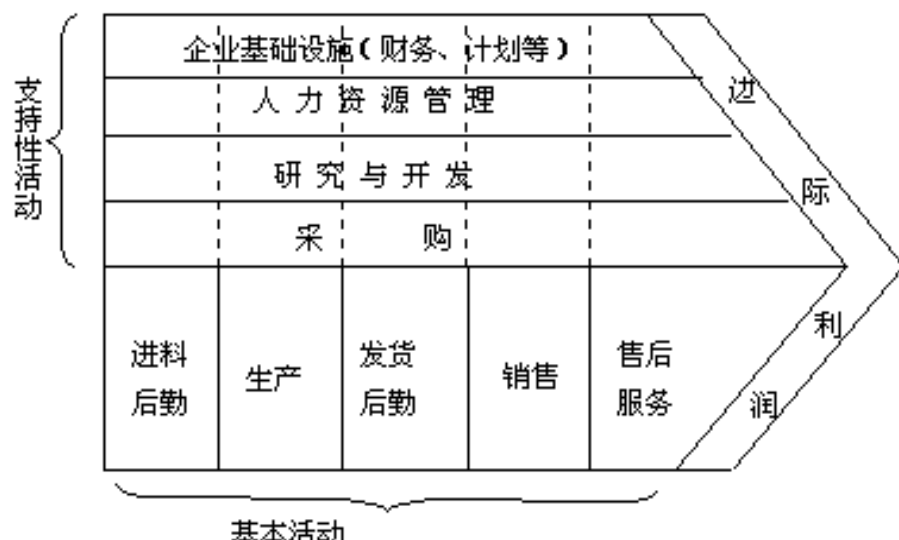 企业基础设施(财务、计划等)
人力资源管理
研究与开发
采购
支持性活动
进料
后勤
生产
发货
后勤
销售
售后
服务
边际利润
基本活动